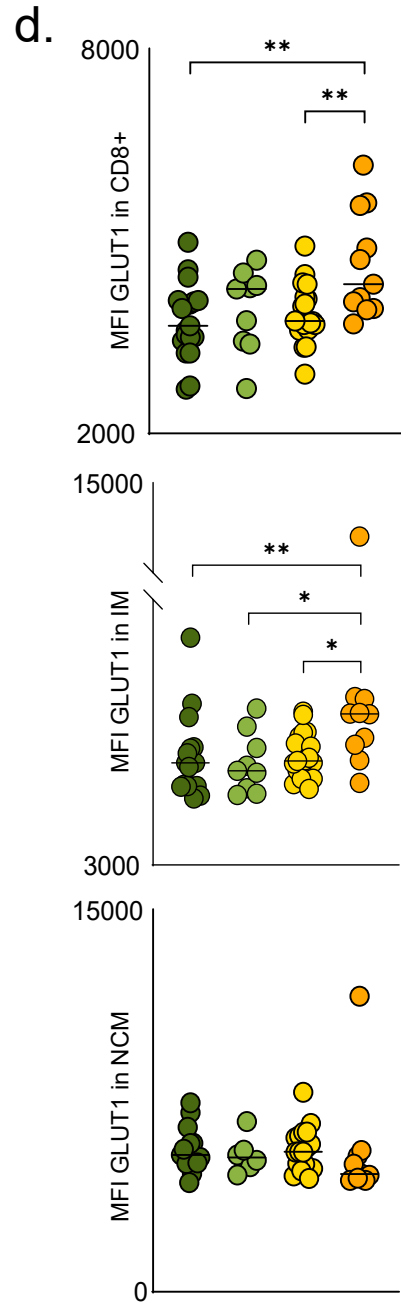 d.
8000
**
**
MFI GLUT1 in CD8+
2000
15000
**
*
*
MFI GLUT1 in IM
3000
15000
MFI GLUT1 in NCM
0